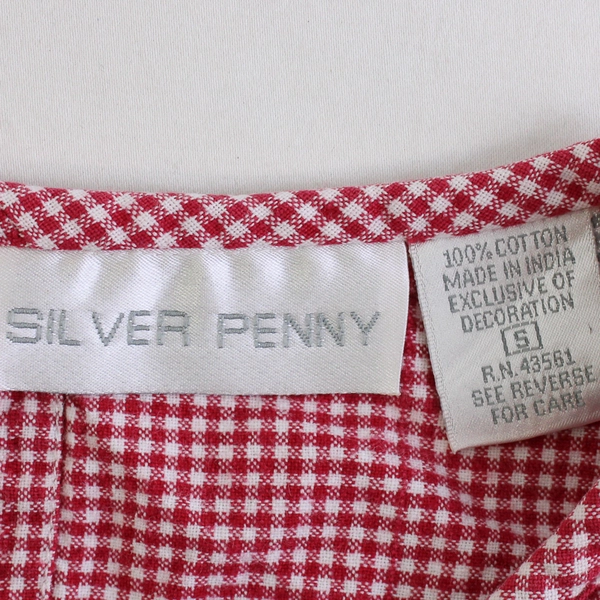 SILVER PENNY
100% COTTON
MADE IN INDIA
EXCLUSIVE OF
DECORATION
S
R.N. 43561
SEE REVERSE
FOR CARE